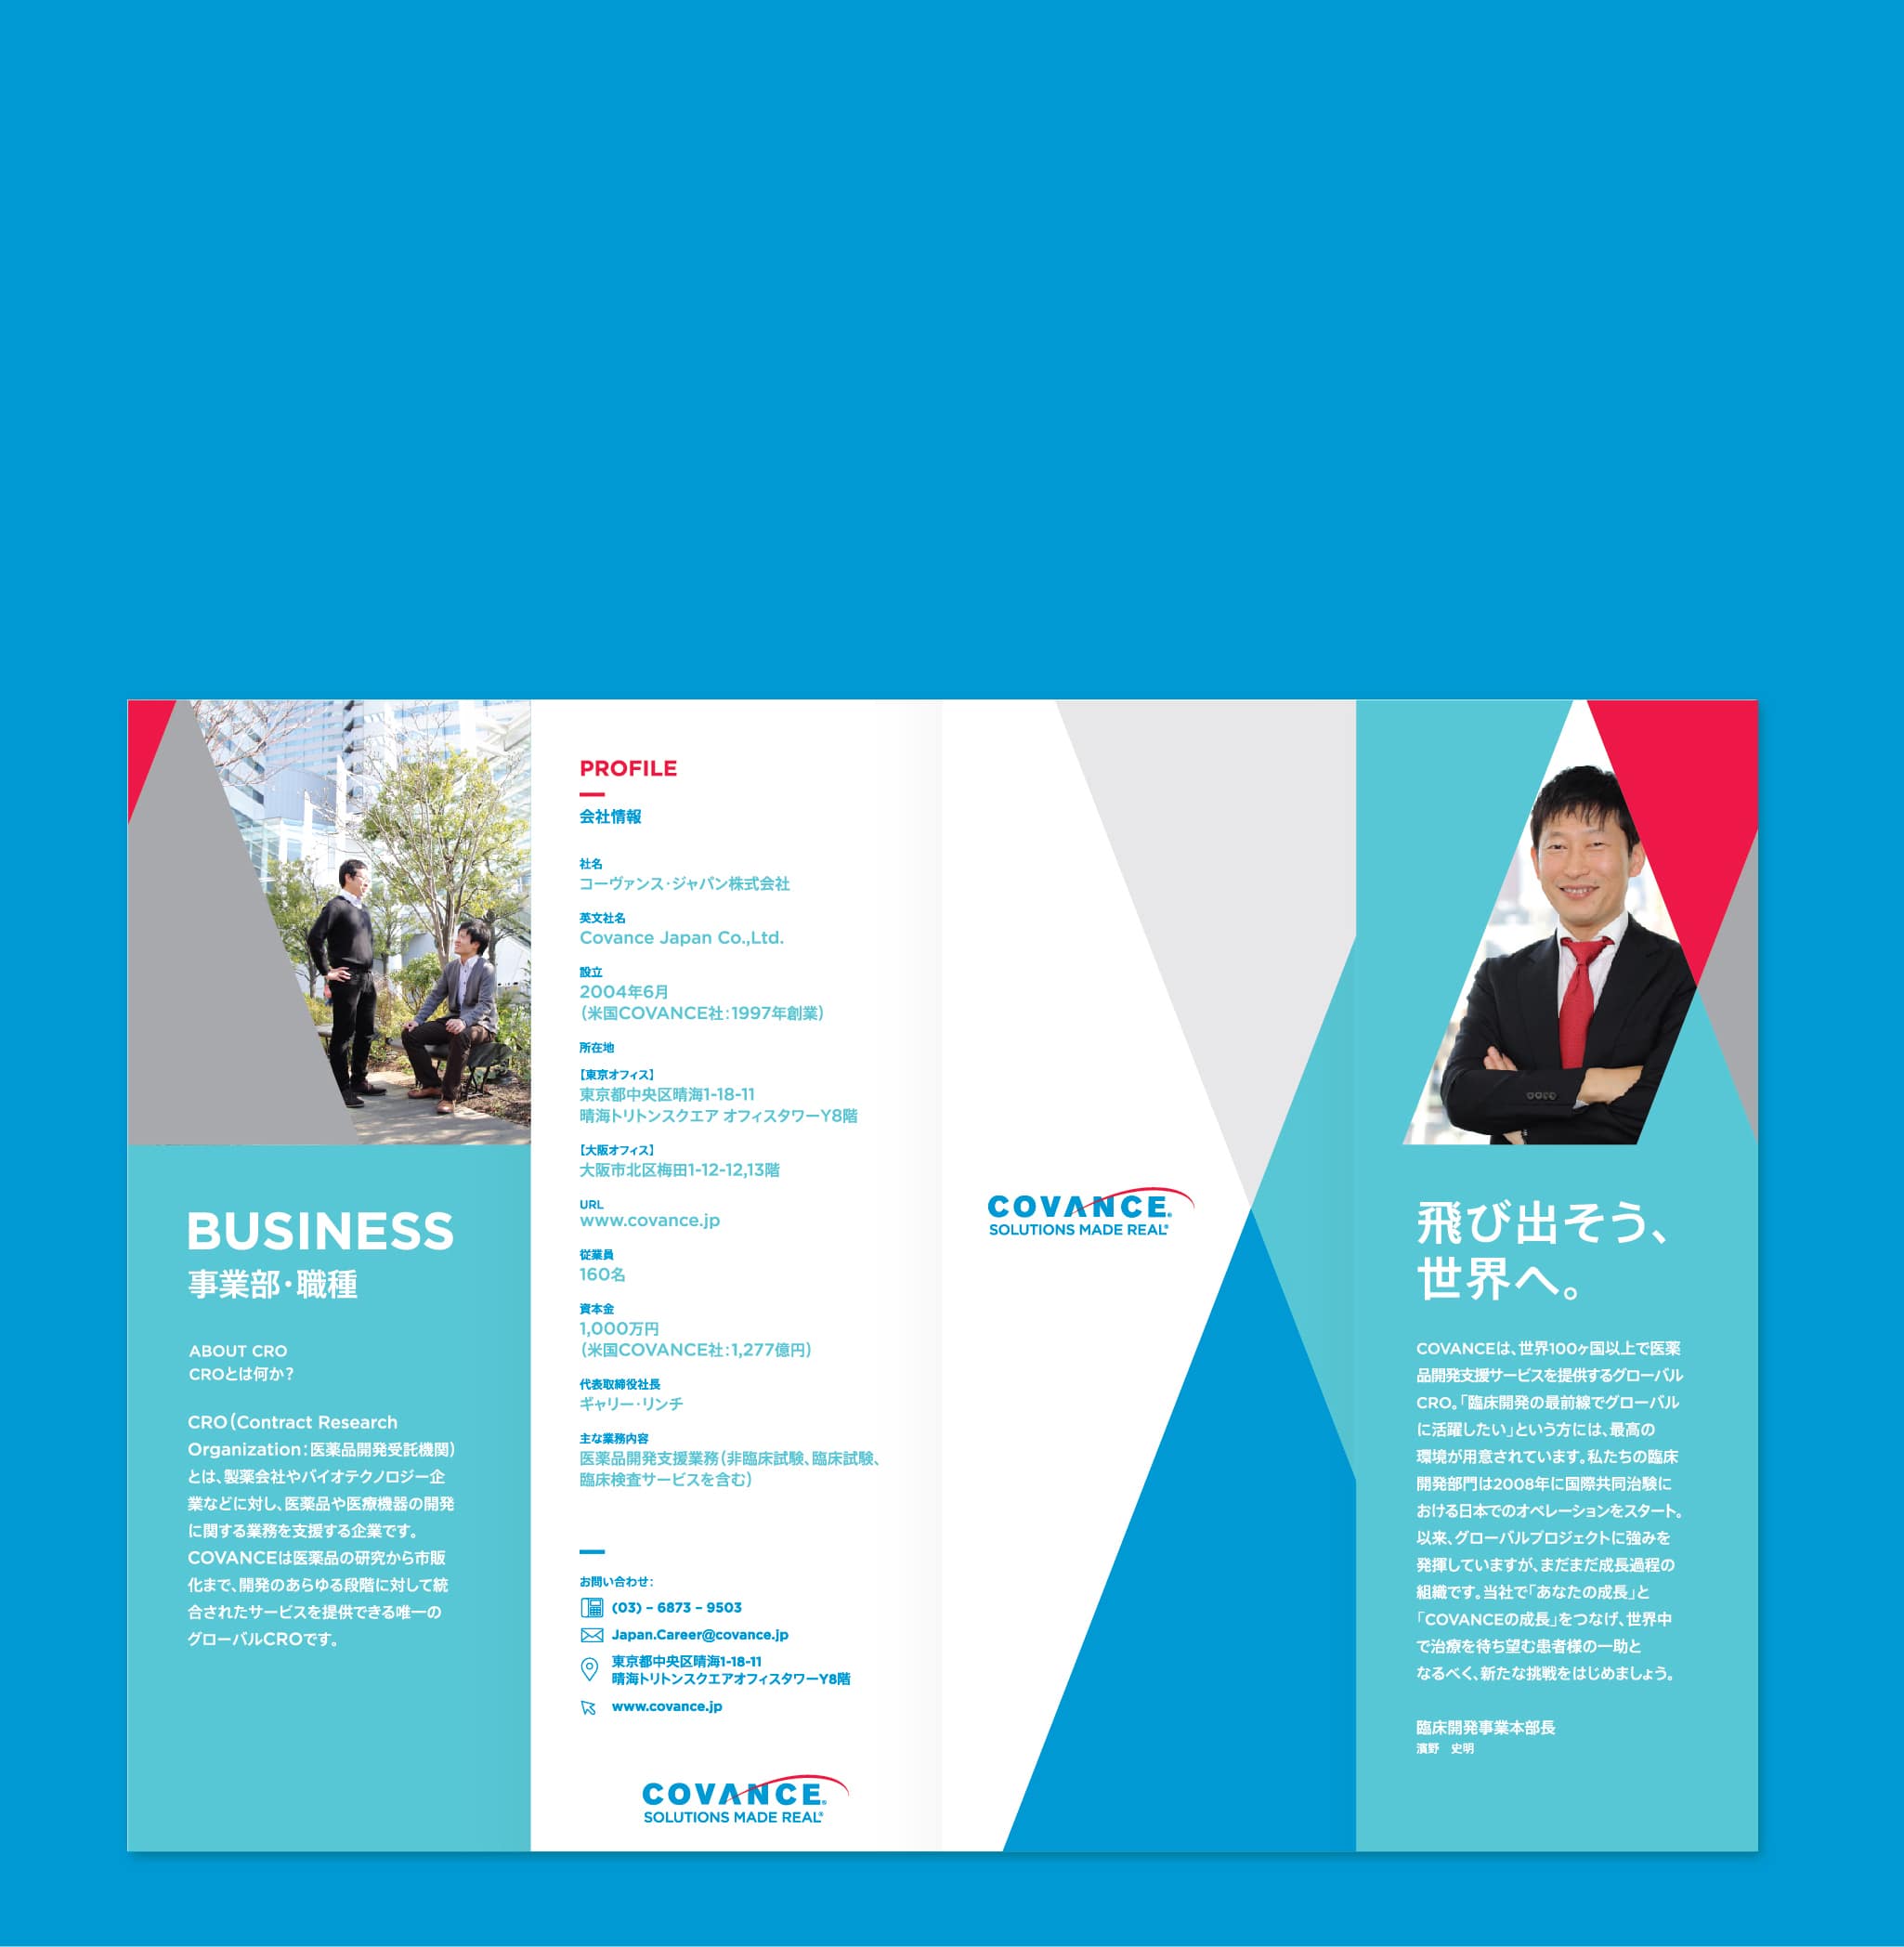 BUSINESS
事業部・職種
ABOUT CRO
CROとは何か？
CRO（Contract Research
Organization：医薬品開発受託機関）
とは、製薬会社やバイオテクノロジー企
業などに対し、医薬品や医療機器の開発
に関する業務を支援する企業です。
COVANCEは医薬品の研究から市販
化まで、開発のあらゆる段階に対して統
合されたサービスを提供できる唯一の
グローバルCROです。
PROFILE
会社情報
社名
コーヴァンス・ジャパン株式会社
英文社名
Covance Japan Co.,Ltd.
設立
2004年6月
（米国COVANCE社：1997年創業）
所在地
【東京オフィス】
東京都中央区晴海1-18-11
晴海トリトンスクエア オフィスタワーY8階
【大阪オフィス】
大阪市北区梅田1-12-12,13階
URL
www.covance.jp
従業員
160名
資本金
1,000万円
（米国COVANCE社：1,277億円）
代表取締役社長
ギャリー・リンチ
主な業務内容
医薬品開発支援業務（非臨床試験、臨床試験、
臨床検査サービスを含む）
お問い合わせ：
(03) – 6873 – 9503
Japan.Career@covance.jp
東京都中央区晴海1-18-11
晴海トリトンスクエアオフィスタワーY8階
www.covance.jp
COVANCE®
SOLUTIONS MADE REAL®
COVANCE®
SOLUTIONS MADE REAL®
飛び出そう、
世界へ。
COVANCEは、世界100ヶ国以上で医薬
品開発支援サービスを提供するグローバル
CRO。「臨床開発の最前線でグローバル
に活躍したい」という方には、最高の
環境が用意されています。私たちの臨床
開発部門は2008年に国際共同治験に
おける日本でのオペレーションをスタート。
以来、グローバルプロジェクトに強みを
発揮していますが、まだまだ成長過程の
組織です。当社で「あなたの成長」と
「COVANCEの成長」をつなげ、世界中
で治療を待ち望む患者様の一助と
なるべく、新たな挑戦をはじめましょう。
臨床開発事業本部長
濱野　史明